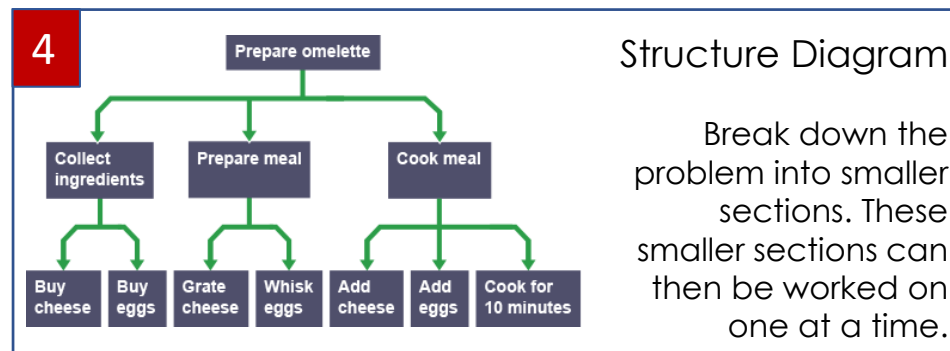 4
Prepare omelette
Structure Diagram
Collect
ingredients
Prepare meal
Cook meal
Break down the
problem into smaller
sections. These
smaller sections can
then be worked on
one at a time.
Buy
cheese
Buy
eggs
Grate
cheese
Whisk
eggs
Add
cheese
Add
eggs
Cook for
10 minutes